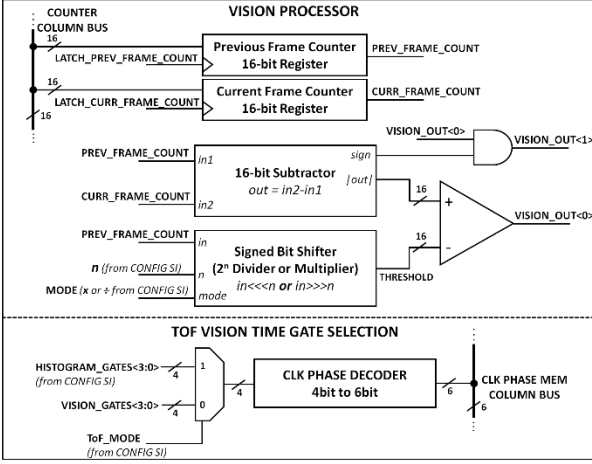 VISION PROCESSOR
COUNTER
COLUMN BUS
16
Previous Frame Counter
16-bit Register
PREV_FRAME_COUNT
LATCH_PREV_FRAME_COUNT
16
Current Frame Counter
16-bit Register
CURR_FRAME_COUNT
LATCH_CURR_FRAME_COUNT
16
VISION_OUT<0>
VISION_OUT<1>
PREV_FRAME_COUNT
in1
sign
16-bit Subtractor
out = in2-in1
|out|
16
CURR_FRAME_COUNT
in2
+
VISION_OUT<0>
PREV_FRAME_COUNT
in
Signed Bit Shifter
(2ⁿ Divider or Multiplier)
in<<<n or in>>>n
16
-
THRESHOLD
n (from CONFIG SI)
n
MODE (x or ÷ from CONFIG SI)
mode
TOF VISION TIME GATE SELECTION
HISTOGRAM_GATES<3:0>
(from CONFIG SI)
4
1
4
CLK PHASE DECODER
4bit to 6bit
6
CLK PHASE MEM
COLUMN BUS
6
VISION_GATES<3:0>
4
0
ToF_MODE
(from CONFIG SI)